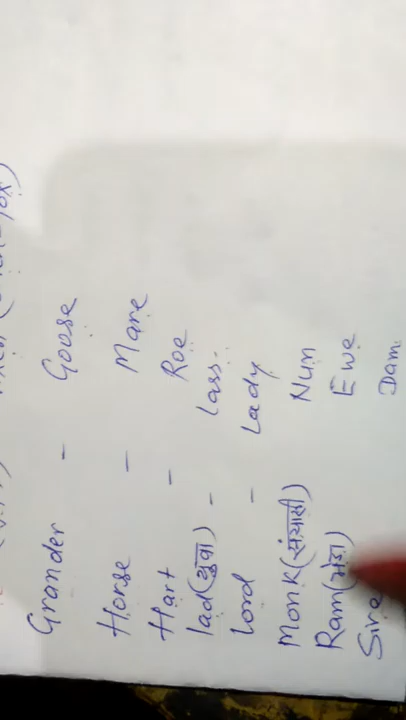 Grander - Goose
Horse - Mare
Hart - Roe
lad(युवा) - Lass
Lord - Lady
Monk(संयासी) Nun
Ram( Ewe
Sire Dam